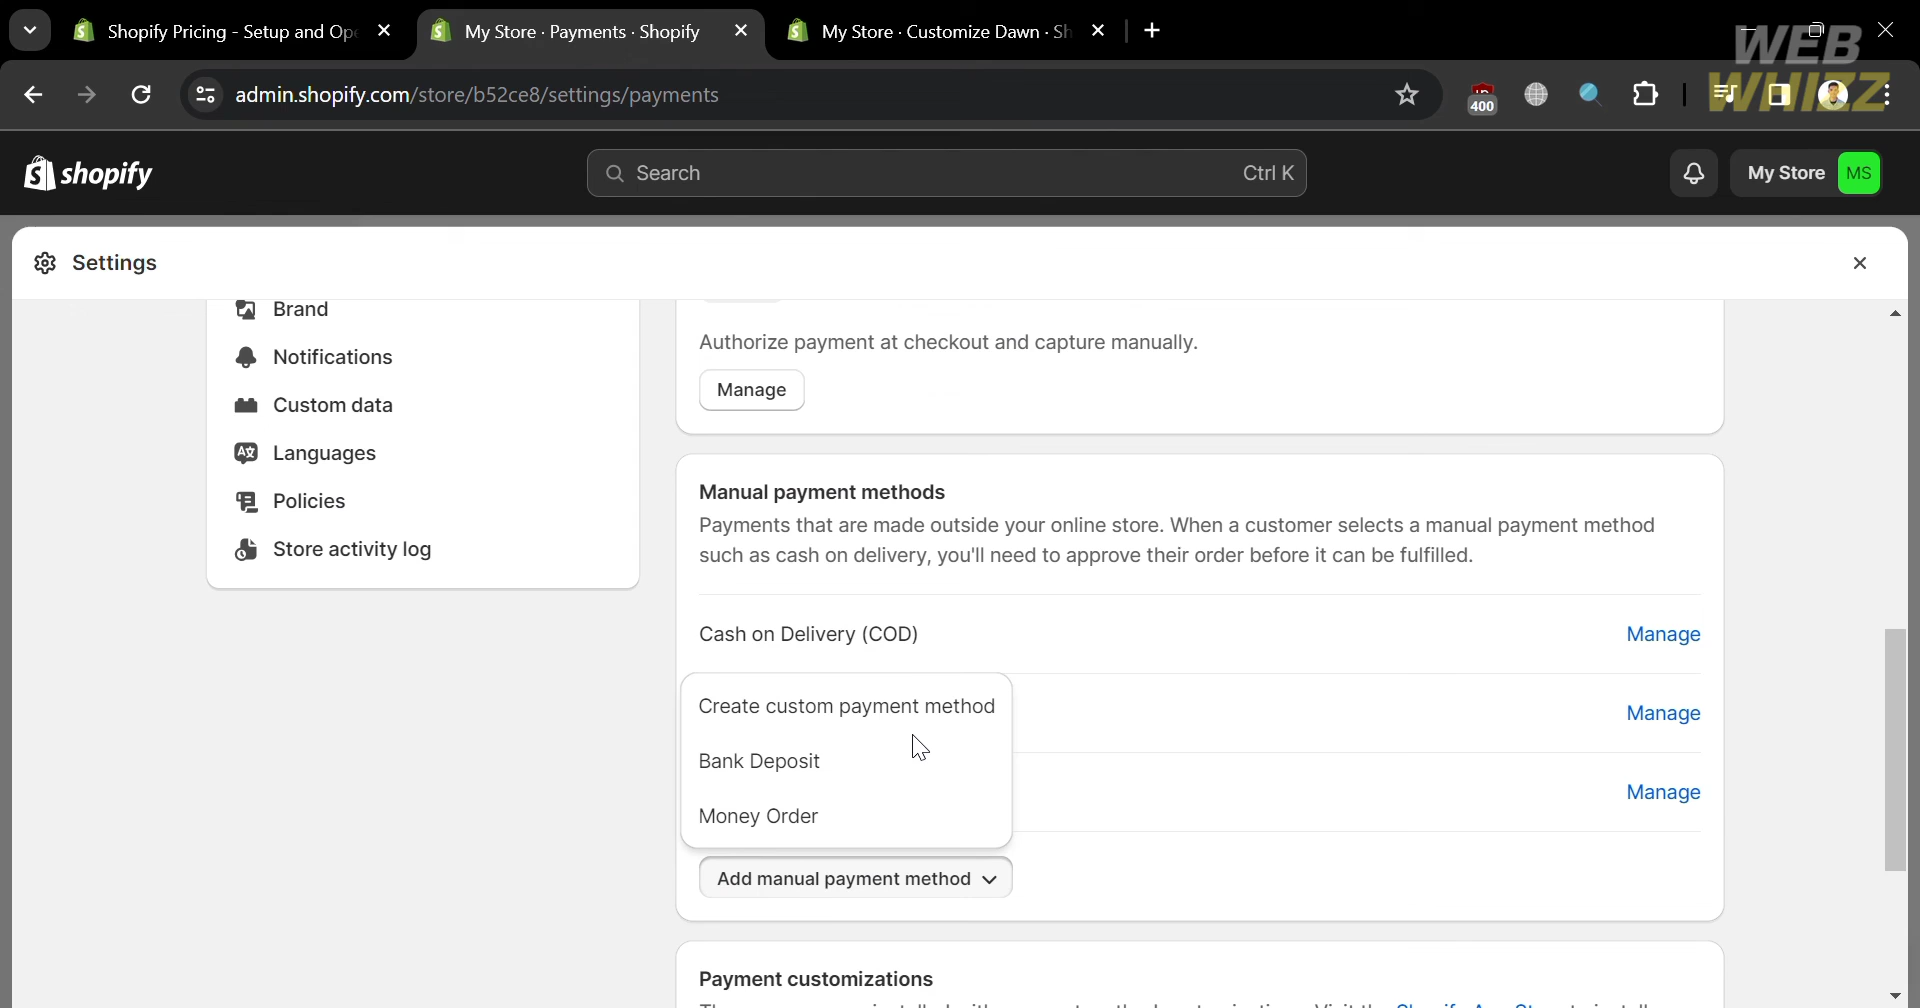 Shopify Pricing - Setup and Ope
My Store · Payments · Shopify
My Store · Customize Dawn · Sh
WEB
WHIZZ
admin.shopify.com/store/b52ce8/settings/payments
400
shopify
Search
Ctrl K
My Store
MS
Settings
Brand
Notifications
Custom data
Languages
Policies
Store activity log
Authorize payment at checkout and capture manually.
Manage
Manual payment methods
Payments that are made outside your online store. When a customer selects a manual payment method
such as cash on delivery, you'll need to approve their order before it can be fulfilled.
Cash on Delivery (COD)
Manage
Create custom payment method
Manage
Bank Deposit
Manage
Money Order
Add manual payment method
Payment customizations